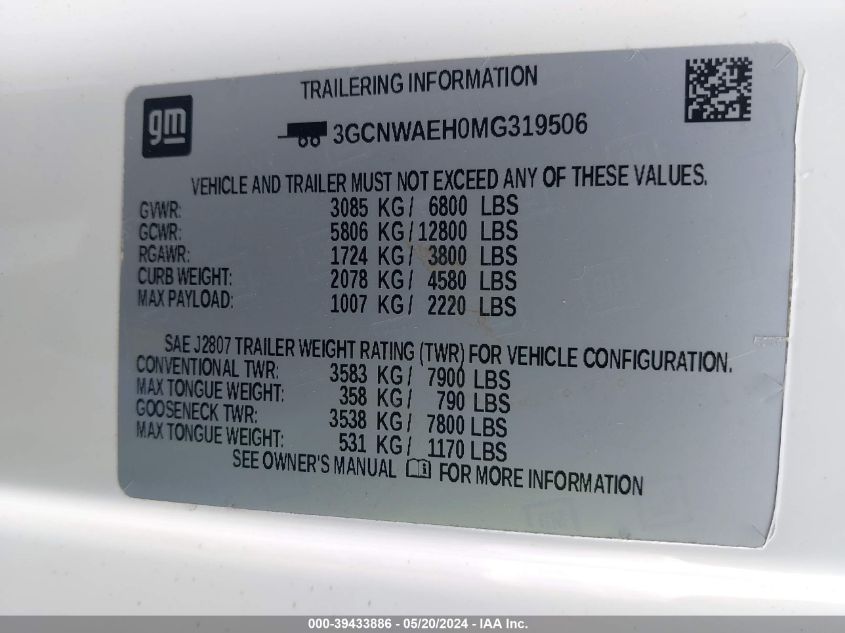 TRAILERING INFORMATION
gm
3GCNWAEH0MG319506
VEHICLE AND TRAILER MUST NOT EXCEED ANY OF THESE VALUES.
GVWR: 3085 KG/ 6800 LBS
GCWR: 5806 KG/12800 LBS
RGAWR: 1724 KG/ 3800 LBS
CURB WEIGHT: 2078 KG/ 4580 LBS
MAX PAYLOAD: 1007 KG/ 2220 LBS
SAE J2807 TRAILER WEIGHT RATING (TWR) FOR VEHICLE CONFIGURATION.
CONVENTIONAL TWR: 3583 KG/ 7900 LBS
MAX TONGUE WEIGHT: 358 KG/ 790 LBS
GOOSENECK TWR: 3538 KG/ 7800 LBS
MAX TONGUE WEIGHT: 531 KG/ 1170 LBS
SEE OWNER'S MANUAL FOR MORE INFORMATION
000-39433886 - 05/20/2024 - IAA Inc.